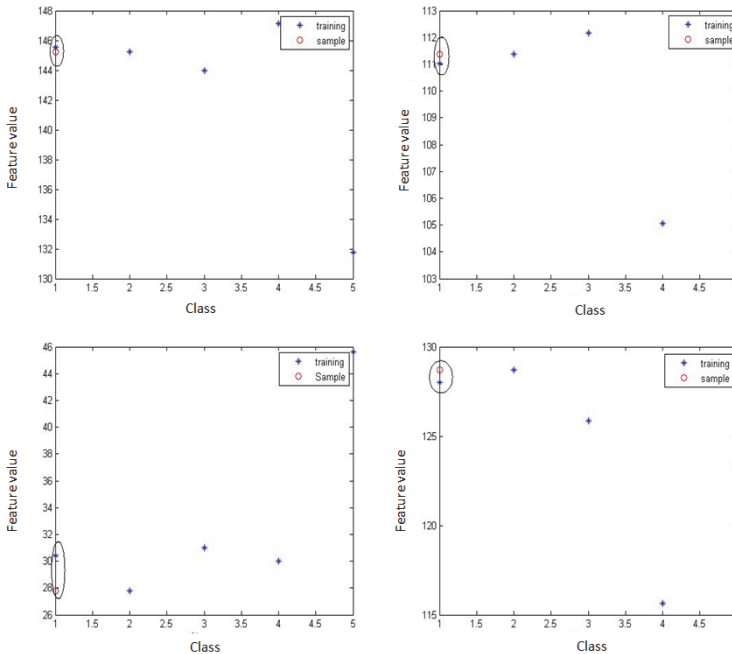 148
146
144
142
140
138
136
134
132
130
Feature value
training
sample
1 1.5 2 2.5 3 3.5 4 4.5 5
Class
113
112
111
110
109
108
107
106
105
104
103
Feature value
training
sample
1 1.5 2 2.5 3 3.5 4 4.5
Class
46
44
42
40
38
36
34
32
30
28
26
Feature value
training
Sample
1 1.5 2 2.5 3 3.5 4 4.5 5
Class
130
125
120
115
Feature value
training
sample
1 1.5 2 2.5 3 3.5 4 4.5
Class